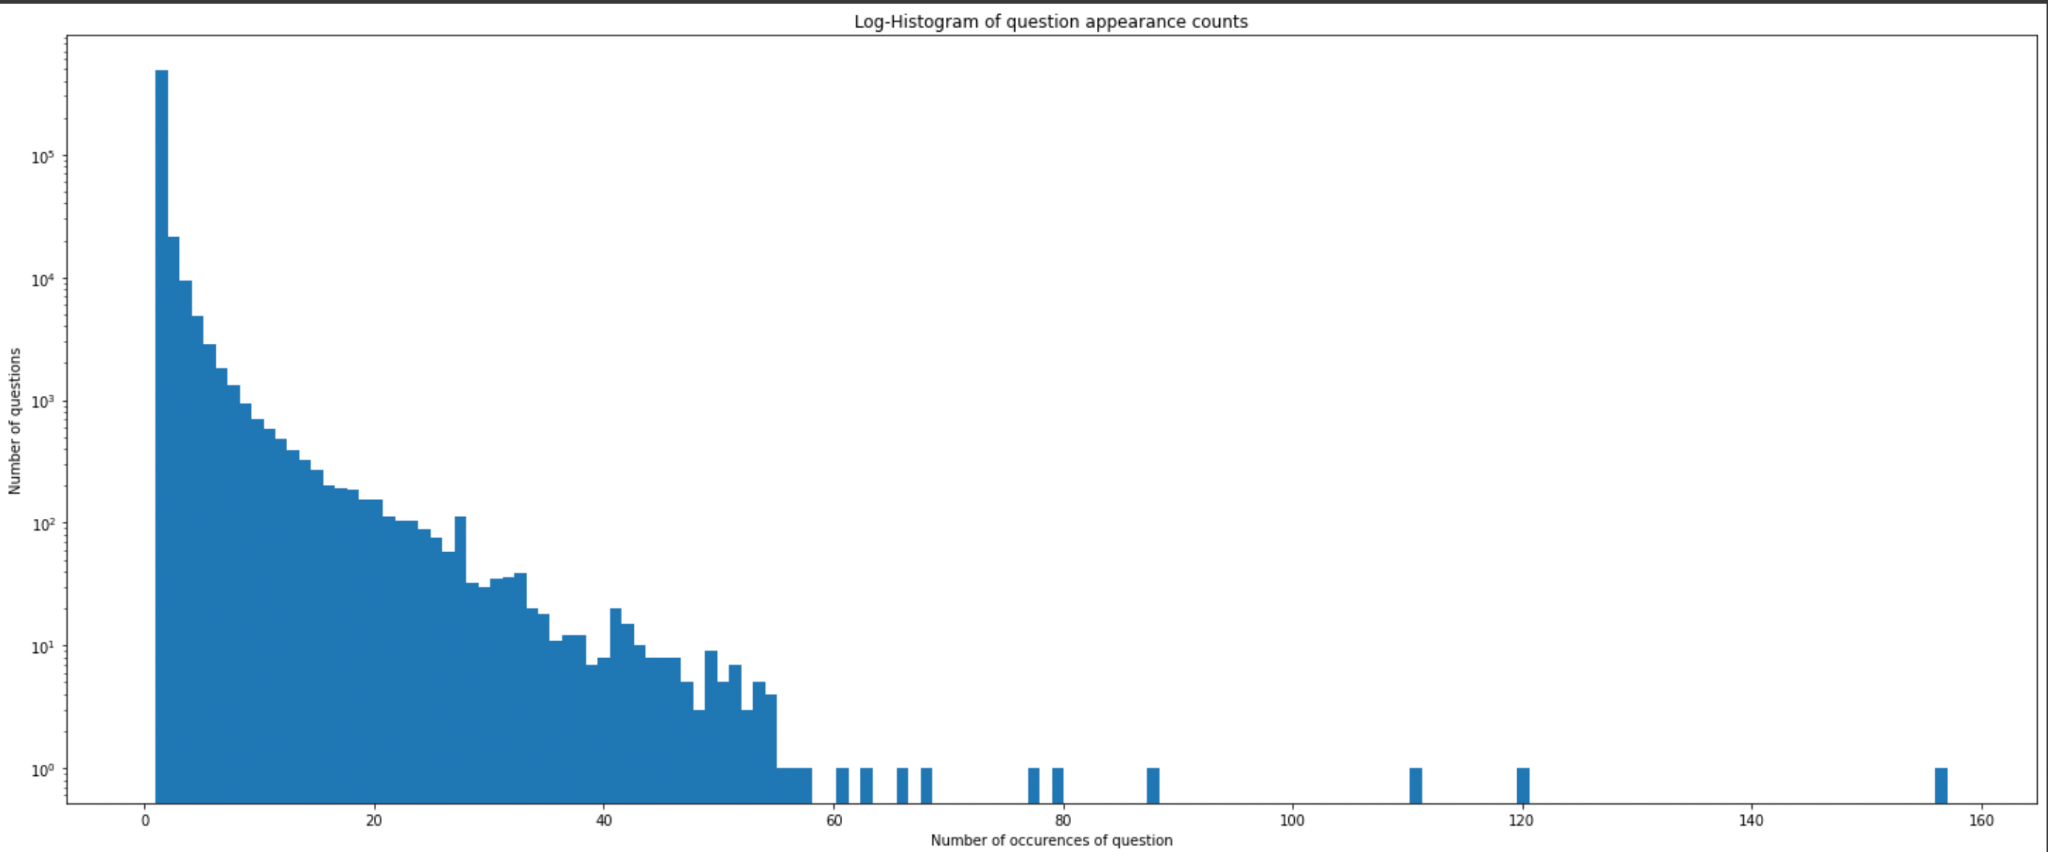 Log-Histogram of question appearance counts
Number of questions
10⁵
10⁴
10³
10²
10¹
10⁰
0 20 40 60 80 100 120 140 160
Number of occurences of question